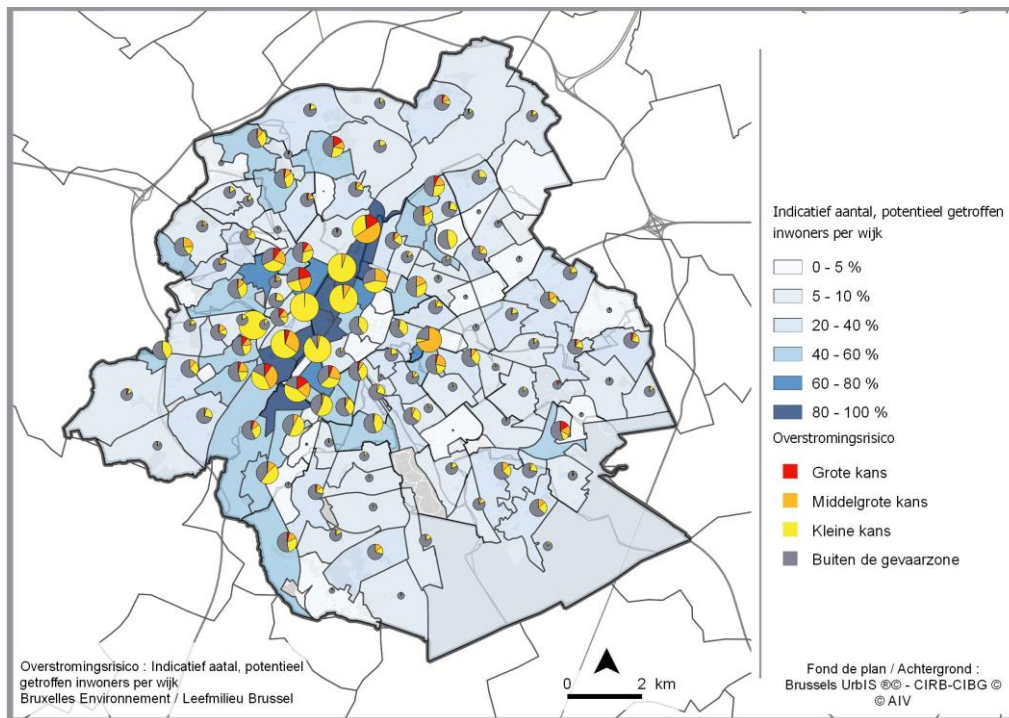 Indicatief aantal, potentieel getroffen
inwoners per wijk
0 - 5 %
5 - 10 %
20 - 40 %
40 - 60 %
60 - 80 %
80 - 100 %
Overstromingsrisico
Grote kans
Middelgrote kans
Kleine kans
Buiten de gevaarzone
Overstromingsrisico : Indicatief aatal, potentieel
getroffen inwoners per wijk
Bruxelles Environnement / Leefmilieu Brussel
0 2 km
Fond de plan / Achtergrond :
Brussels UrbIS ®© - CIRB-CIBG ©
© AIV